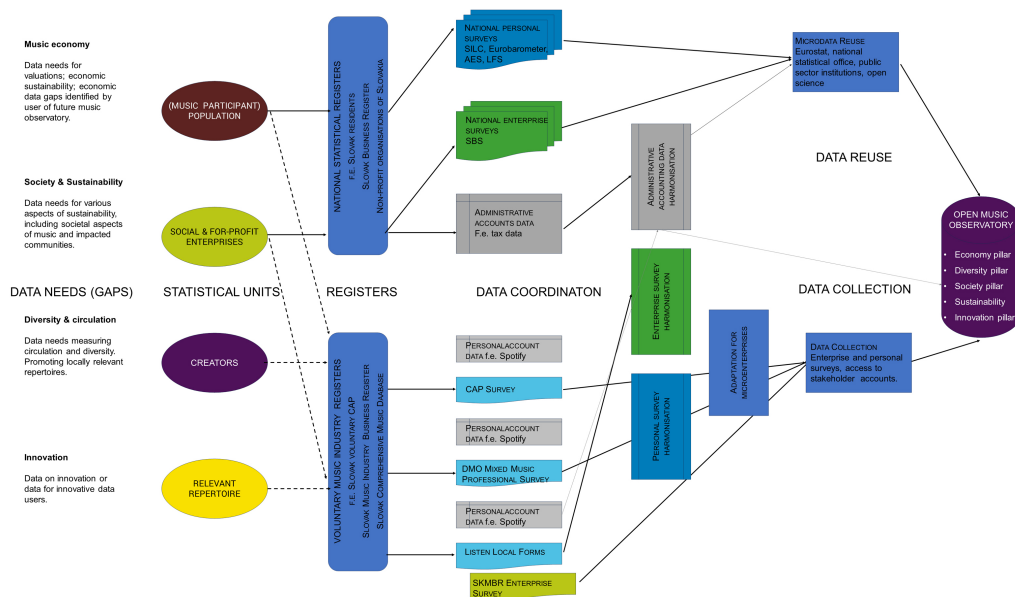 Music economy
Data needs for
valuations; economic
sustainability; economic
data gaps identified by
user of future music
observatory.
Society & Sustainability
Data needs for various
aspects of sustainability,
including societal aspects
of music and impacted
communities.
DATA NEEDS (GAPS)
Diversity & circulation
Data needs measuring
circulation and diversity.
Promoting locally relevant
repertoires.
Innovation
Data on innovation or
data for innovative data
users.
(MUSIC PARTICIPANT)
POPULATION
SOCIAL & FOR-PROFIT
ENTERPRISES
STATISTICAL UNITS
CREATORS
RELEVANT
REPERTOIRE
NATIONAL STATISTICAL REGISTERS
F.E. SLOVAK RESIDENTS
SLOVAK BUSINESS REGISTER
NON-PROFIT ORGANISATIONS OF SLOVAKIA
REGISTERS
VOLUNTARY MUSIC INDUSTRY REGISTERS
F.E. SLOVAK VOLUNTARY CAP
SLOVAK MUSIC INDUSTRY BUSINESS REGISTER
SLOVAK COMPREHENSIVE MUSIC DAABASE
NATIONAL PERSONAL
SURVEYS
SILC, Eurobarometer,
AES, LFS
NATIONAL ENTERPRISE
SURVEYS
SBS
ADMINISTRATIVE
ACCOUNTS DATA
F.e. tax data
DATA COORDINATON
PERSONALACCOUNT
DATA f.e. Spotify
CAP SURVEY
PERSONALACCOUNT
DATA f.e. Spotify
DMO MIXED MUSIC
PROFESSIONAL SURVEY
PERSONALACCOUNT
DATA f.e. Spotify
LISTEN LOCAL FORMS
SKMBR ENTERPRISE
SURVEY
ADMINISTRATIVE
ACCOUNTING DATA
HARMONISATION
ENTERPRISE SURVEY
HARMONISATION
PERSONAL SURVEY
HARMONISATION
ADAPTATION FOR
MICROENTERPRISES
MICRODATA REUSE
Eurostat, national
statistical office, public
sector institutions, open
science
DATA REUSE
DATA COLLECTION
DATA COLLECTION
Enterprise and personal
surveys, access to
stakeholder accounts.
OPEN MUSIC
OBSERVATORY
• Economy pillar
• Diversity pillar
• Society pillar
• Sustainability
• Innovation pillar